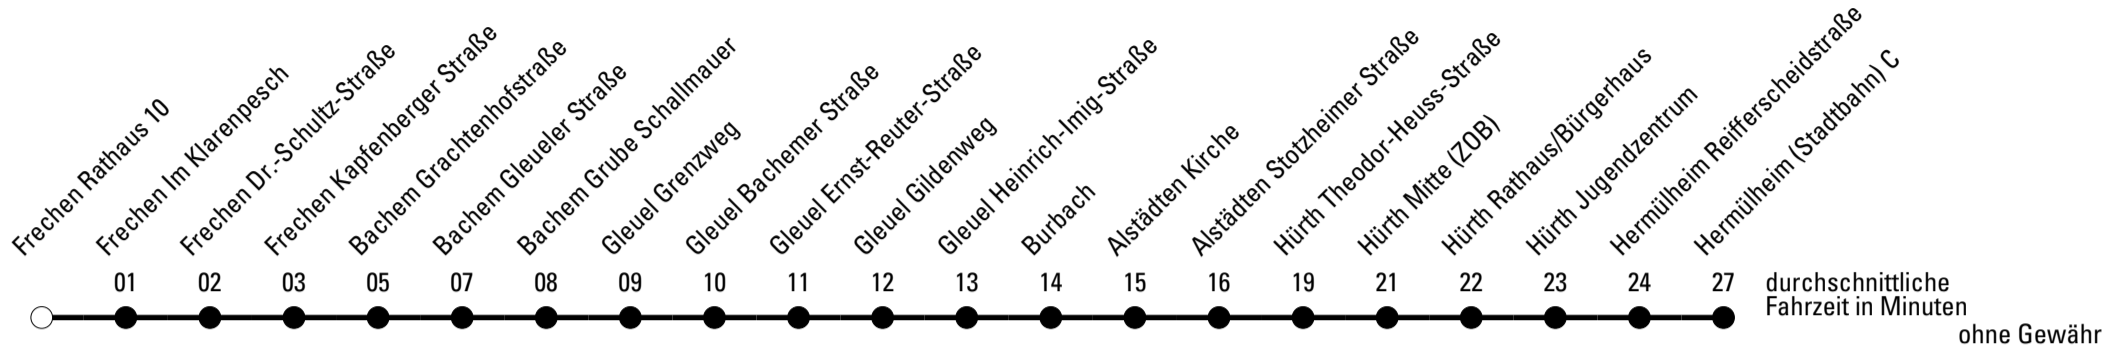 Frechen Rathaus 10
Frechen Im Klarenpesch
Frechen Dr.-Schultz-Straße
Frechen Kapfenberger Straße
Bachem Grachtenhofstraße
Bachem Gleueler Straße
Bachem Grube Schallmauer
Gleuel Grenzweg
Gleuel Bachemer Straße
Gleuel Ernst-Reuter-Straße
Gleuel Gildenweg
Gleuel Heinrich-Imig-Straße
Burbach
Alstädten Kirche
Alstädten Stotzheimer Straße
Hürth Theodor-Heuss-Straße
Hürth Mitte (ZOB)
Hürth Rathaus/Bürgerhaus
Hürth Jugendzentrum
Hermülheim Reifferscheidstraße
Hermülheim (Stadtbahn) C
01 02 03 05 07 08 09 10 11 12 13 14 15 16 19 21 22 23 24 27
durchschnittliche
Fahrzeit in Minuten
ohne Gewähr